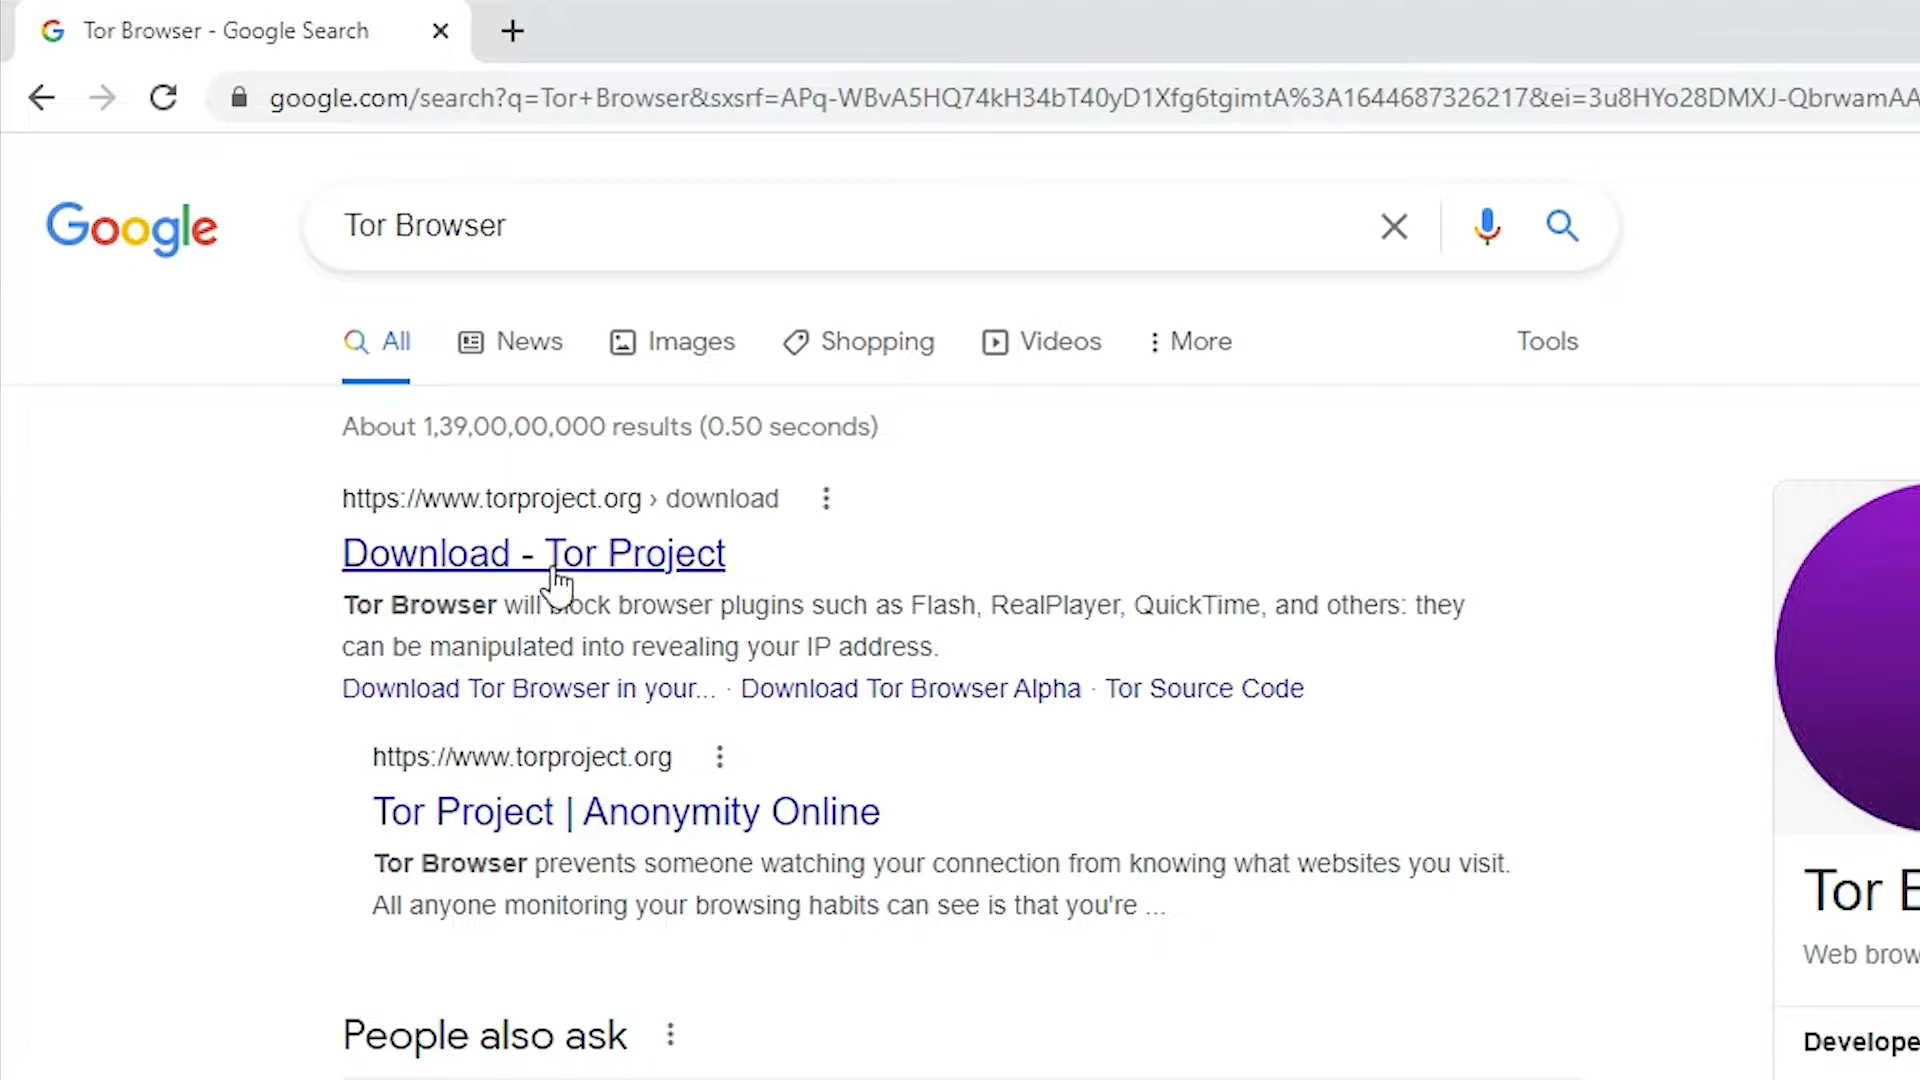 Tor Browser - Google Search
google.com/search?q=Tor+Browser&sxsrf=APq-WBvA5HQ74kH34bT40yD1Xfg6tgimtA%3A1644687326217&ei=3u8HYo28DMXJ-QbrwamAA
Google
Tor Browser
All News Images Shopping Videos More Tools
About 1,39,00,00,000 results (0.50 seconds)
https://www.torproject.org › download
Download - Tor Project
Tor Browser will block browser plugins such as Flash, RealPlayer, QuickTime, and others: they
can be manipulated into revealing your IP address.
Download Tor Browser in your... · Download Tor Browser Alpha · Tor Source Code
https://www.torproject.org
Tor Project | Anonymity Online
Tor Browser prevents someone watching your connection from knowing what websites you visit.
All anyone monitoring your browsing habits can see is that you're ...
People also ask
Tor
Web brow
Develope